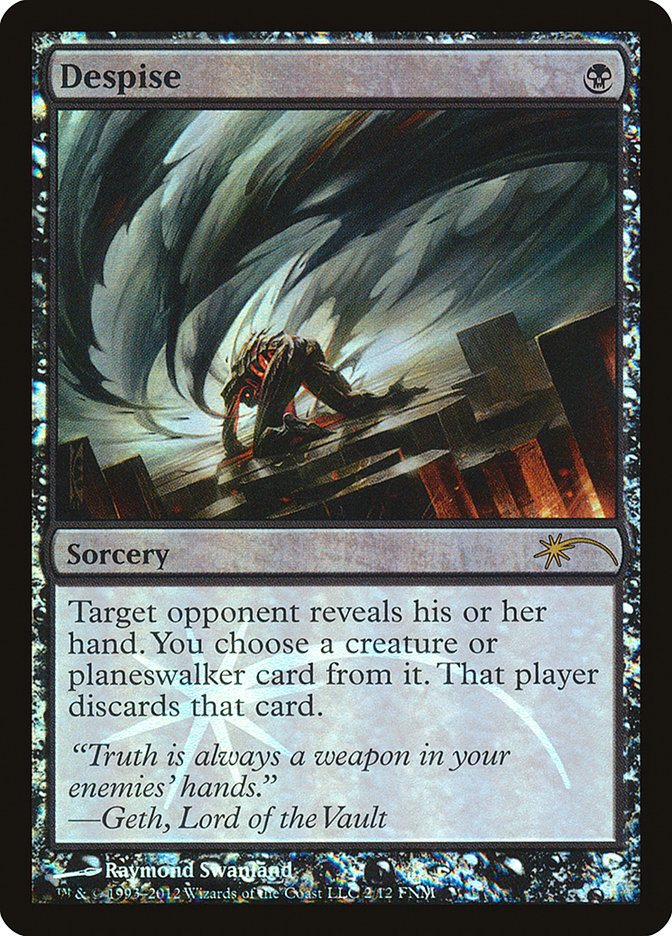 Despise
Sorcery
Target opponent reveals his or her
hand. You choose a creature or
planeswalker card from it. That player
discards that card.
“Truth is always a weapon in your
enemies’ hands.”
—Geth, Lord of the Vault
Raymond Swanland
™ & © 1993–2012 Wizards of the Coast LLC 2/12 FNM